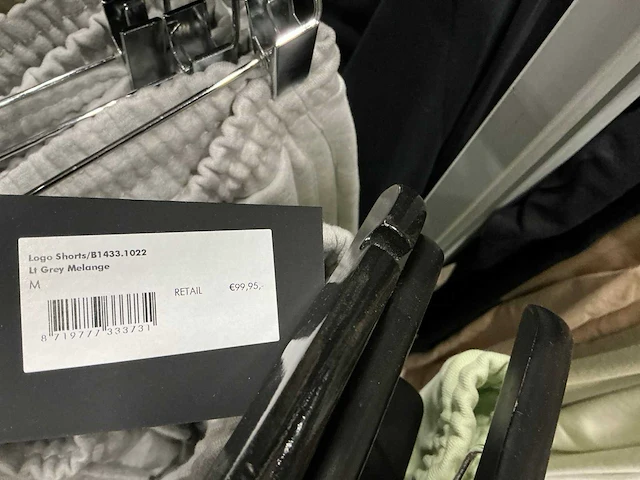 Logo Shorts/B1433.1022
Lt Grey Melange
M
RETAIL €99,95,-
8 719777 333731